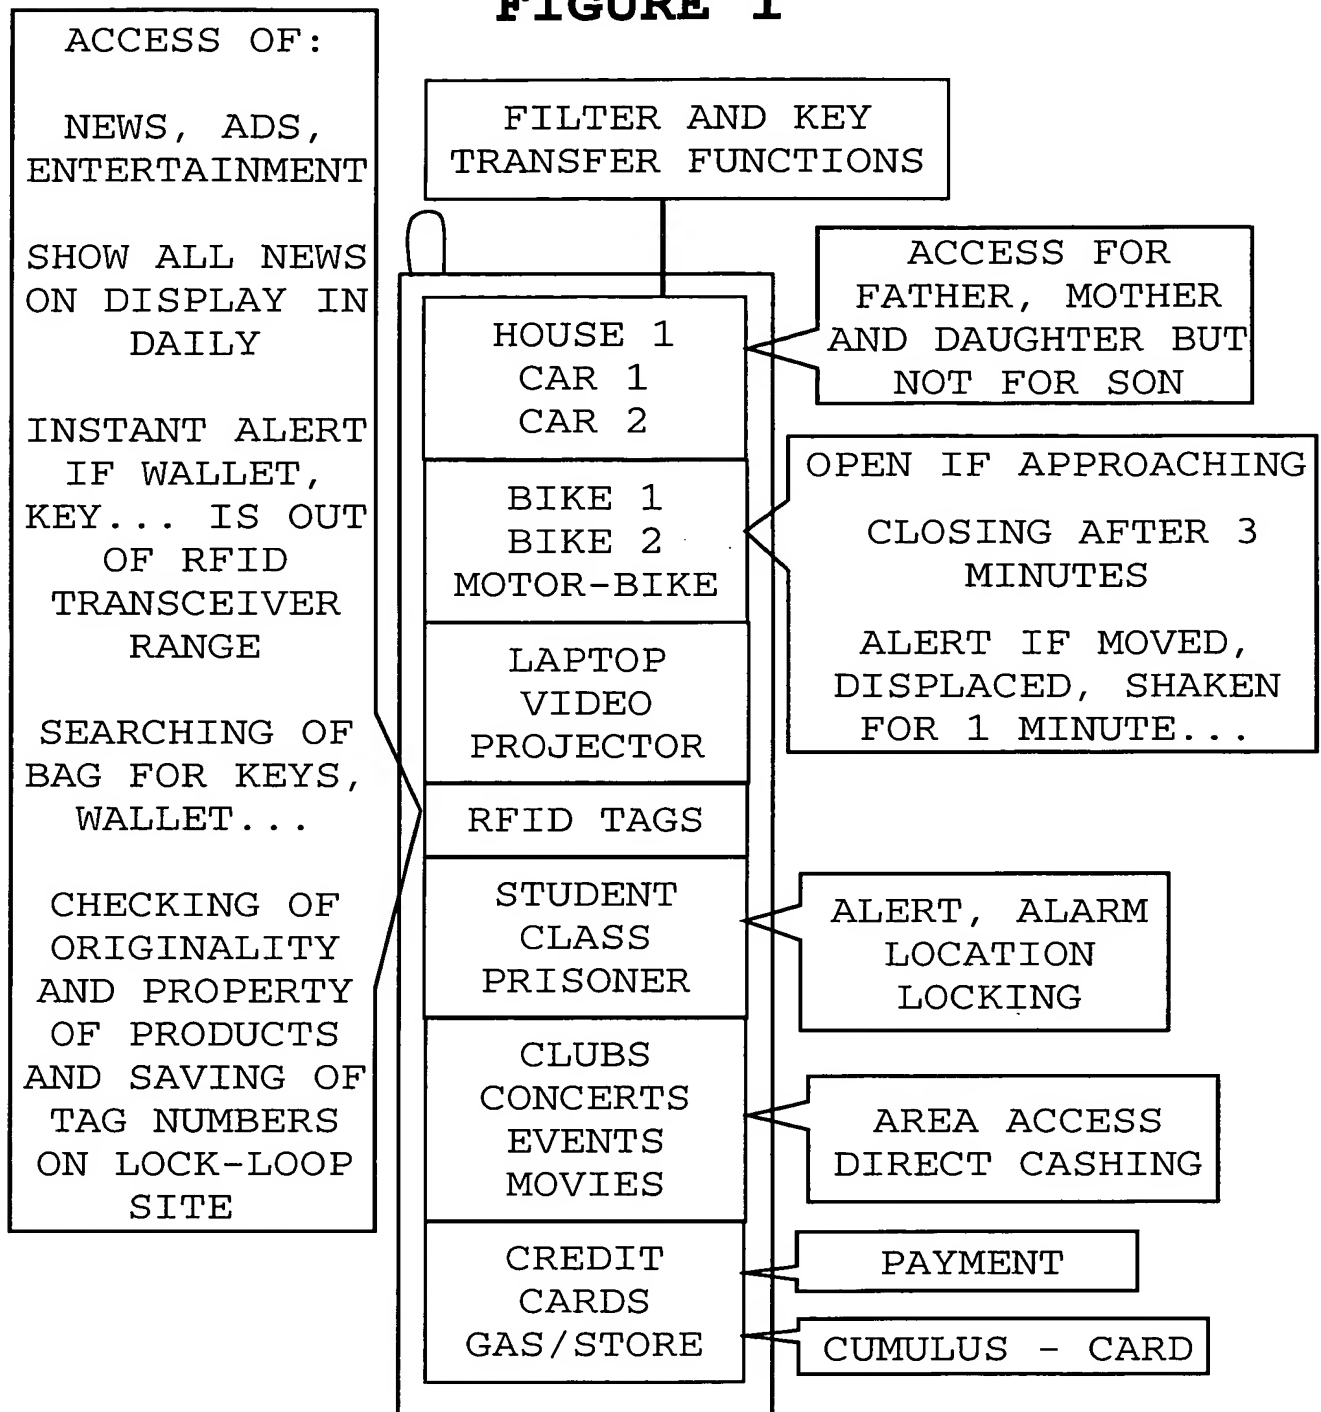 FIGURE 1
ACCESS OF:
NEWS, ADS,
ENTERTAINMENT
SHOW ALL NEWS
ON DISPLAY IN
DAILY
INSTANT ALERT
IF WALLET,
KEY... IS OUT
OF RFID
TRANSCEIVER
RANGE
SEARCHING OF
BAG FOR KEYS,
WALLET...
CHECKING OF
ORIGINALITY
AND PROPERTY
OF PRODUCTS
AND SAVING OF
TAG NUMBERS
ON LOCK-LOOP
SITE
FILTER AND KEY
TRANSFER FUNCTIONS
HOUSE 1
CAR 1
CAR 2
BIKE 1
BIKE 2
MOTOR-BIKE
LAPTOP
VIDEO
PROJECTOR
RFID TAGS
STUDENT
CLASS
PRISONER
CLUBS
CONCERTS
EVENTS
MOVIES
CREDIT
CARDS
GAS/STORE
ACCESS FOR
FATHER, MOTHER
AND DAUGHTER BUT
NOT FOR SON
OPEN IF APPROACHING
CLOSING AFTER 3
MINUTES
ALERT IF MOVED,
DISPLACED, SHAKEN
FOR 1 MINUTE...
ALERT, ALARM
LOCATION
LOCKING
AREA ACCESS
DIRECT CASHING
PAYMENT
CUMULUS - CARD